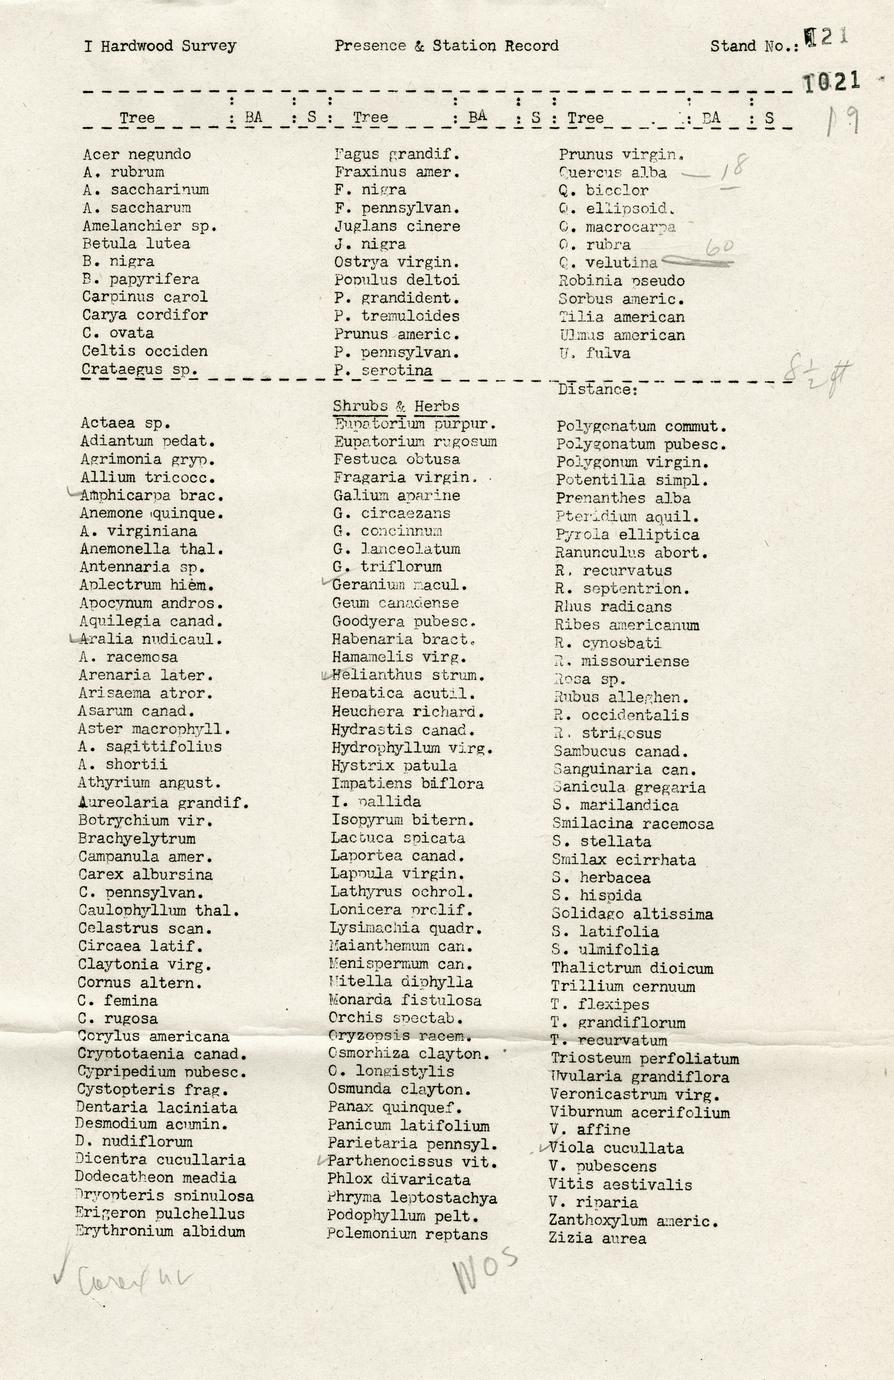 I Hardwood Survey Presence & Station Record Stand No.: 121
1021
Tree : BA : S : Tree : BA : S : Tree : BA : S
19
Acer negundo
A. rubrum
A. saccharinum
A. saccharum
Amelanchier sp.
Betula lutea
B. nigra
B. papyrifera
Carpinus carol
Carya cordifor
C. ovata
Celtis occiden
Crataegus sp.
Fagus grandif.
Fraxinus amer.
F. nigra
F. pennsylvan.
Juglans cinere
J. nigra
Ostrya virgin.
Populus deltoi
P. grandident.
P. tremuloides
Prunus americ.
P. pennsylvan.
P. serotina
Prunus virgin.
Quercus alba — 18
Q. bicolor
Q. ellipsoid.
Q. macrocarpa
Q. rubra
Q. velutina 60
Robinia pseudo
Sorbus americ.
Tilia american
Ulmus american
U. fulva
Distance: 8 1/2 ft
Shrubs & Herbs
Actaea sp.
Adiantum pedat.
Agrimonia gryp.
Allium tricocc.
✓Amphicarpa brac.
Anemone quinque.
A. virginiana
Anemonella thal.
Antennaria sp.
Aplectrum hiem.
Apocynum andros.
Aquilegia canad.
✓Aralia nudicaul.
A. racemosa
Arenaria later.
Arisaema atror.
Asarum canad.
Aster macrophyll.
A. sagittifolius
A. shortii
Athyrium angust.
Aureolaria grandif.
Botrychium vir.
Brachyelytrum
Campanula amer.
Carex albursina
C. pennsylvan.
Caulophyllum thal.
Celastrus scan.
Circaea latif.
Claytonia virg.
Cornus altern.
C. femina
C. rugosa
Corylus americana
Cryptotaenia canad.
Cypripedium pubesc.
Cystopteris frag.
Dentaria laciniata
Desmodium acumin.
D. nudiflorum
Dicentra cucullaria
Dodecatheon meadia
Dryopteris spinulosa
Erigeron pulchellus
Erythronium albidum
Eupatorium purpur.
Eupatorium rugosum
Festuca obtusa
Fragaria virgin.
Galium aparine
G. circaezans
G. concinnum
G. lanceolatum
G. triflorum
✓Geranium macul.
Geum canadense
Goodyera pubesc.
Habenaria bract.
Hamamelis virg.
✓Helianthus strum.
Hepatica acutil.
Heuchera richard.
Hydrastis canad.
Hydrophyllum virg.
Hystrix patula
Impatiens biflora
I. pallida
Isopyrum bitern.
Lactuca spicata
Laportea canad.
Lappula virgin.
Lathyrus ochrol.
Lonicera prolif.
Lysimachia quadr.
Maianthemum can.
Menispermum can.
Mitella diphylla
Monarda fistulosa
Orchis spectab.
Oryzopsis racem.
Osmorhiza clayton.
O. longistylis
Osmunda clayton.
Panax quinquef.
Panicum latifolium
Parietaria pennsyl.
✓Parthenocissus vit.
Phlox divaricata
Phryma leptostachya
Podophyllum pelt.
Polemonium reptans
Polygonatum commut.
Polygonatum pubesc.
Polygonum virgin.
Potentilla simpl.
Prenanthes alba
Pteridium aquil.
Pyrola elliptica
Ranunculus abort.
R. recurvatus
R. septentrion.
Rhus radicans
Ribes americanum
R. cynosbati
R. missouriense
Rosa sp.
Rubus alleghen.
R. occidentalis
R. strigosus
Sambucus canad.
Sanguinaria can.
Sanicula gregaria
S. marilandica
Smilacina racemosa
S. stellata
Smilax ecirrhata
S. herbacea
S. hispida
Solidago altissima
S. latifolia
S. ulmifolia
Thalictrum dioicum
Trillium cernuum
T. flexipes
T. grandiflorum
T. recurvatum
Triosteum perfoliatum
Uvularia grandiflora
Veronicastrum virg.
Viburnum acerifolium
V. affine
✓Viola cucullata
V. pubescens
Vitis aestivalis
V. riparia
Zanthoxylum americ.
Zizia aurea
✓ Carex
WOS